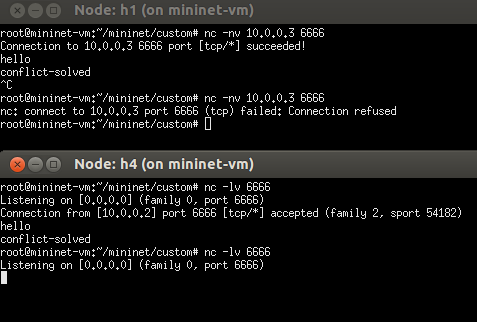 Node: h1 (on mininet-vm)
root@mininet-vm:~/mininet/custom# nc -nv 10.0.0.3 6666
Connection to 10.0.0.3 6666 port [tcp/*] succeeded!
hello
conflict-solved
^C
root@mininet-vm:~/mininet/custom# nc -nv 10.0.0.3 6666
nc: connect to 10.0.0.3 port 6666 (tcp) failed: Connection refused
root@mininet-vm:~/mininet/custom#
Node: h4 (on mininet-vm)
root@mininet-vm:~/mininet/custom# nc -lv 6666
Listening on [0.0.0.0] (family 0, port 6666)
Connection from [10.0.0.2] port 6666 [tcp/*] accepted (family 2, sport 54182)
hello
conflict-solved
root@mininet-vm:~/mininet/custom# nc -lv 6666
Listening on [0.0.0.0] (family 0, port 6666)